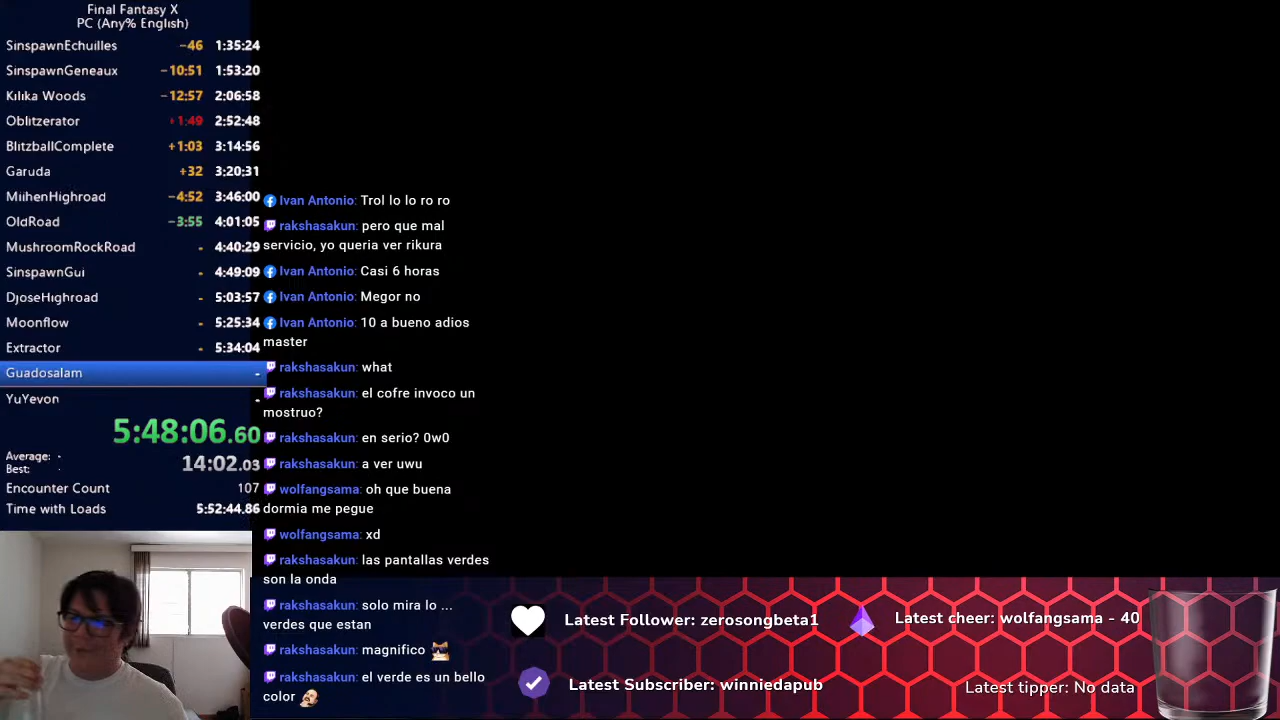 Final Fantasy X
PC (Any% English)
SinspawnEchuilles -46 1:35:24
SinspawnGeneaux -10:51 1:53:20
Kilika Woods -12:57 2:06:58
Oblitzerator +1:49 2:52:48
BlitzballComplete +1:03 3:14:56
Garuda +32 3:20:31
MiihenHighroad -4:52 3:46:00
OldRoad -3:55 4:01:05
MushroomRockRoad - 4:40:29
SinspawnGui - 4:49:09
DjoseHighroad - 5:03:57
Moonflow - 5:25:34
Extractor - 5:34:04
Guadosalam -
YuYevon -
5:48:06.60
Average: -
Best: 14:02.03
Encounter Count 107
Time with Loads 5:52:44.86
Ivan Antonio: Trol lo lo ro ro
rakshasakun: pero que mal
servicio, yo queria ver rikura
Ivan Antonio: Casi 6 horas
Ivan Antonio: Megor no
Ivan Antonio: 10 a bueno adios
master
rakshasakun: what
rakshasakun: el cofre invoco un
mostruo?
rakshasakun: en serio? 0w0
rakshasakun: a ver uwu
wolfangsama: oh que buena
dormia me pegue
wolfangsama: xd
rakshasakun: las pantallas verdes
son la onda
rakshasakun: solo mira lo ...
verdes que estan
rakshasakun: magnifico
rakshasakun: el verde es un bello
color
Latest Follower: zerosongbeta1
Latest cheer: wolfangsama - 40
Latest Subscriber: winniedapub
Latest tipper: No data